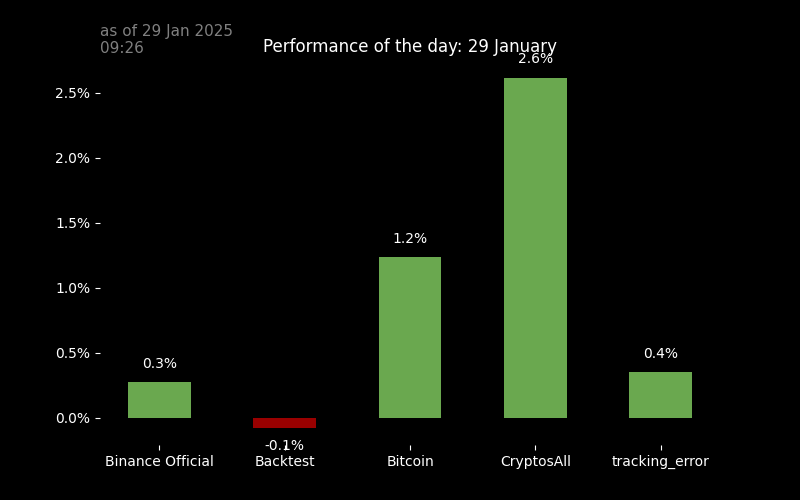 as of 29 Jan 2025
09:26
Performance of the day: 29 January
2.6%
2.5%
2.0%
1.5%
1.2%
1.0%
0.5%
0.4%
0.3%
0.0%
-0.1%
Binance Official
Backtest
Bitcoin
CryptosAll
tracking_error